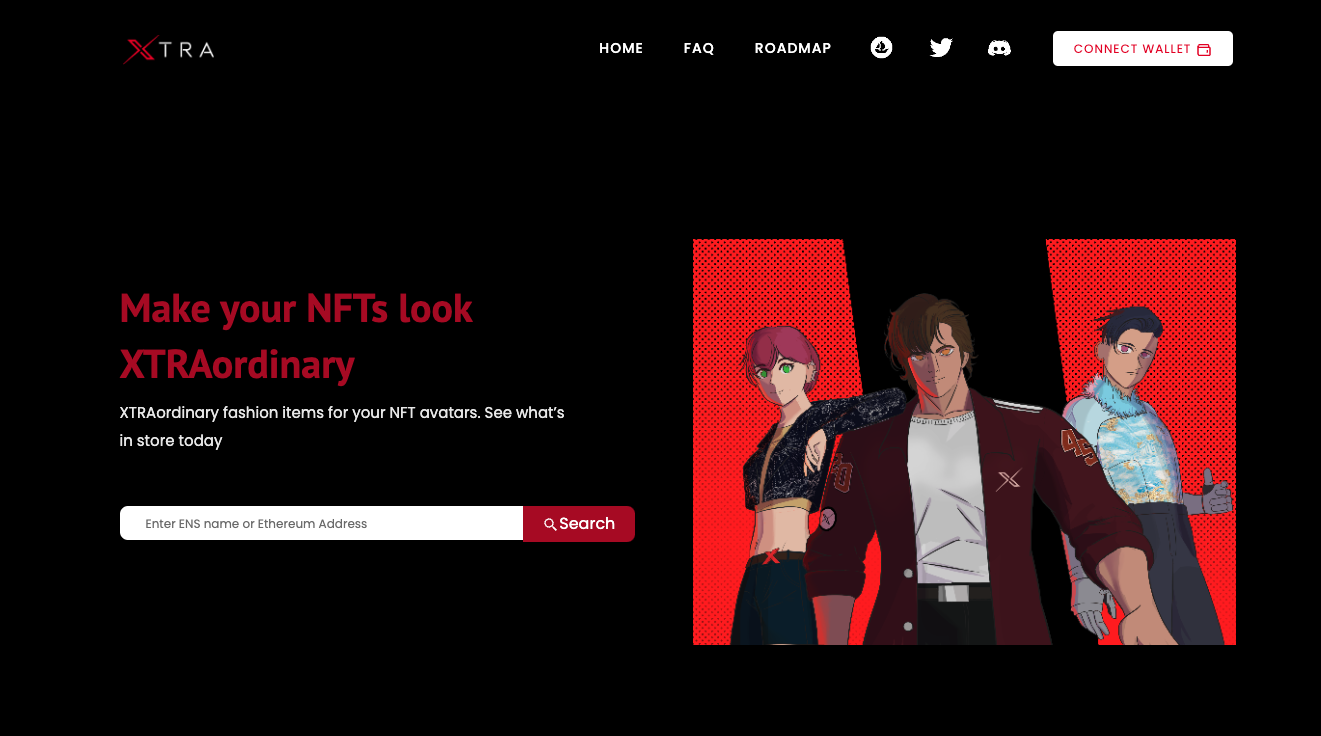 XTRA
HOME
FAQ
ROADMAP
CONNECT WALLET
Make your NFTs look
XTRAordinary
XTRAordinary fashion items for your NFT avatars. See what's
in store today
Enter ENS name or Ethereum Address
Search
X